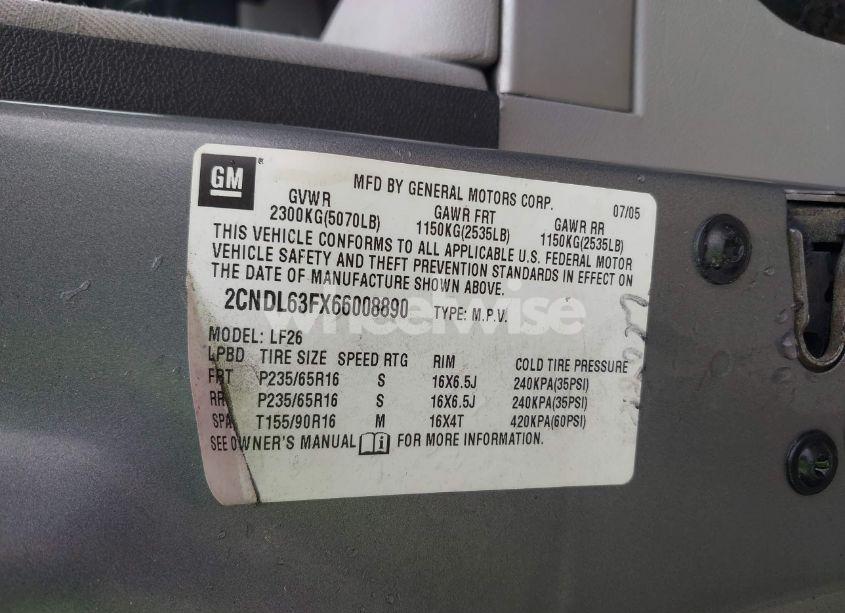 GM
MFD BY GENERAL MOTORS CORP.
07/05
GVWR
2300KG(5070LB)
GAWR FRT
1150KG(2535LB)
GAWR RR
1150KG(2535LB)
THIS VEHICLE CONFORMS TO ALL APPLICABLE U.S. FEDERAL MOTOR
VEHICLE SAFETY AND THEFT PREVENTION STANDARDS IN EFFECT ON
THE DATE OF MANUFACTURE SHOWN ABOVE.
2CNDL63FX66008890 TYPE: M.P.V.
wheelwise
MODEL: LF26
LPBD TIRE SIZE SPEED RTG RIM COLD TIRE PRESSURE
FRT P235/65R16 S 16X6.5J 240KPA(35PSI)
RR P235/65R16 S 16X6.5J 240KPA(35PSI)
SPA T155/90R16 M 16X4T 420KPA(60PSI)
SEE OWNER'S MANUAL i FOR MORE INFORMATION.